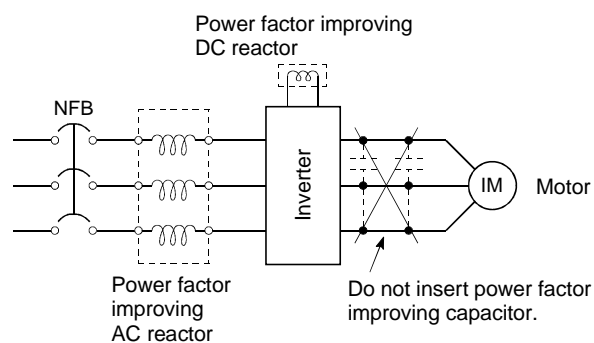 Power factor improving
DC reactor
NFB
Inverter
IM
Motor
Power factor
improving
AC reactor
Do not insert power factor
improving capacitor.